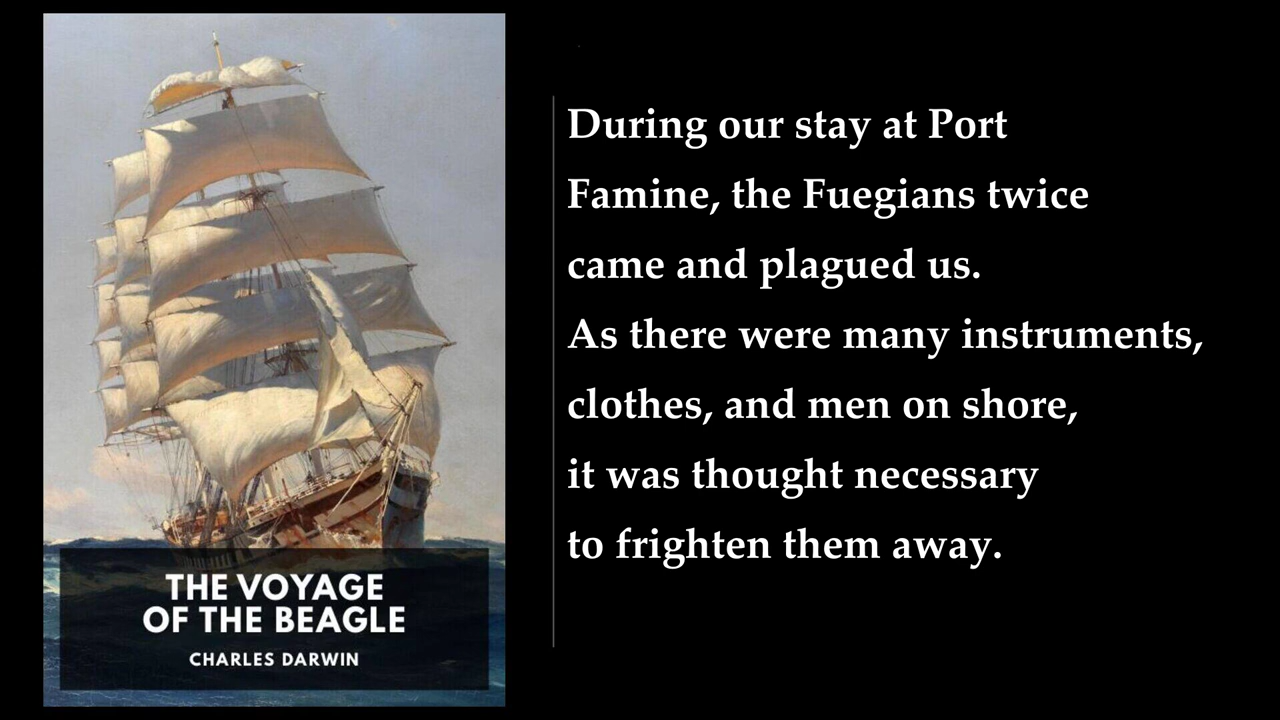 THE VOYAGE
OF THE BEAGLE
CHARLES DARWIN
During our stay at Port
Famine, the Fuegians twice
came and plagued us.
As there were many instruments,
clothes, and men on shore,
it was thought necessary
to frighten them away.